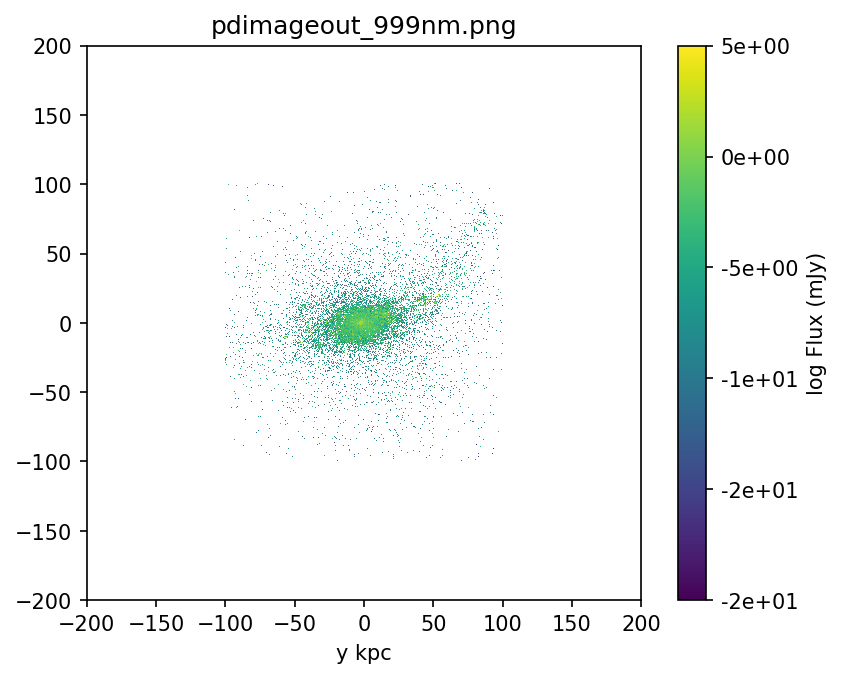 pdimageout_999nm.png
200
150
100
50
0
−50
−100
−150
−200
−200 −150 −100 −50 0 50 100 150 200
y kpc
5e+00
0e+00
-5e+00
-1e+01
-2e+01
-2e+01
log Flux (mJy)